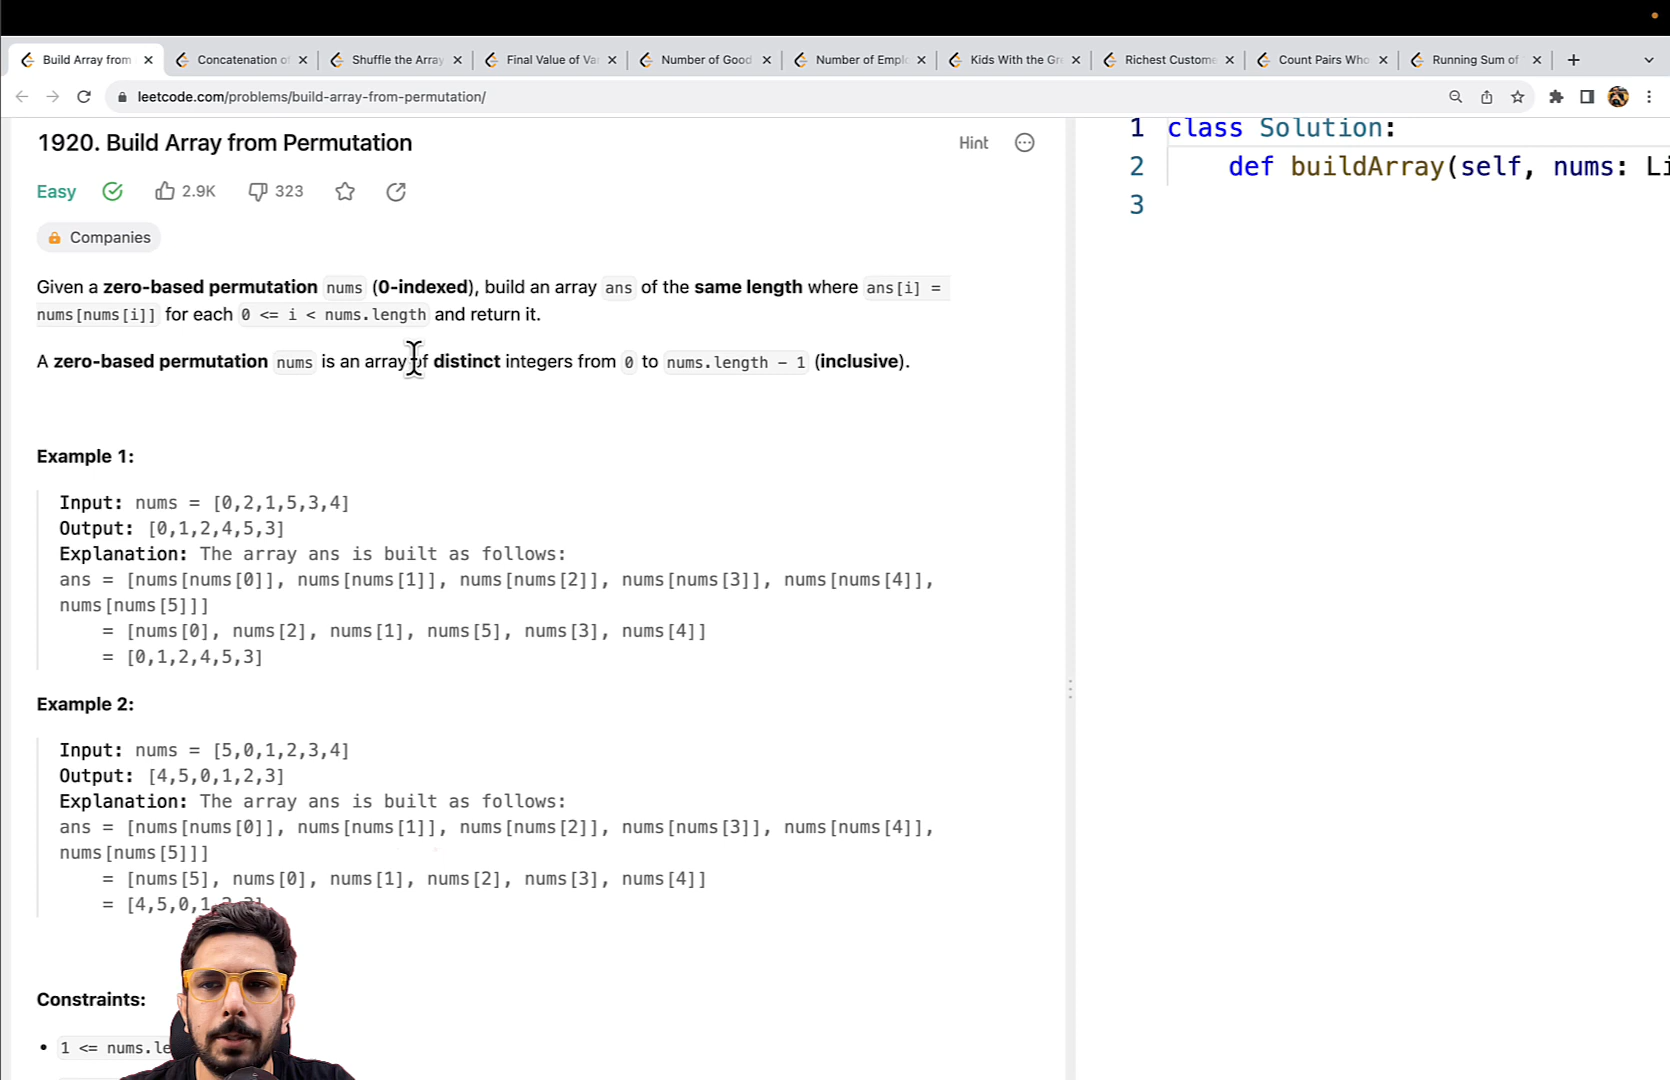 Build Array from
Concatenation o
Shuffle the Array
Final Value of Va
Number of Good
Number of Emplo
Kids With the Gr
Richest Custome
Count Pairs Who
Running Sum of
leetcode.com/problems/build-array-from-permutation/
1920. Build Array from Permutation
Hint
Easy
2.9K
323
Companies
Given a zero-based permutation nums (0-indexed), build an array ans of the same length where ans[i] =
nums[nums[i]] for each 0 <= i < nums.length and return it.
A zero-based permutation nums is an array of distinct integers from 0 to nums.length - 1 (inclusive).
Example 1:
Input: nums = [0,2,1,5,3,4]
Output: [0,1,2,4,5,3]
Explanation: The array ans is built as follows:
ans = [nums[nums[0]], nums[nums[1]], nums[nums[2]], nums[nums[3]], nums[nums[4]],
nums[nums[5]]]
= [nums[0], nums[2], nums[1], nums[5], nums[3], nums[4]]
= [0,1,2,4,5,3]
Example 2:
Input: nums = [5,0,1,2,3,4]
Output: [4,5,0,1,2,3]
Explanation: The array ans is built as follows:
ans = [nums[nums[0]], nums[nums[1]], nums[nums[2]], nums[nums[3]], nums[nums[4]],
nums[nums[5]]]
= [nums[5], nums[0], nums[1], nums[2], nums[3], nums[4]]
= [4,5,0,1,2,3]
Constraints:
1 <= nums.le
1 class Solution:
2 def buildArray(self, nums: Li
3